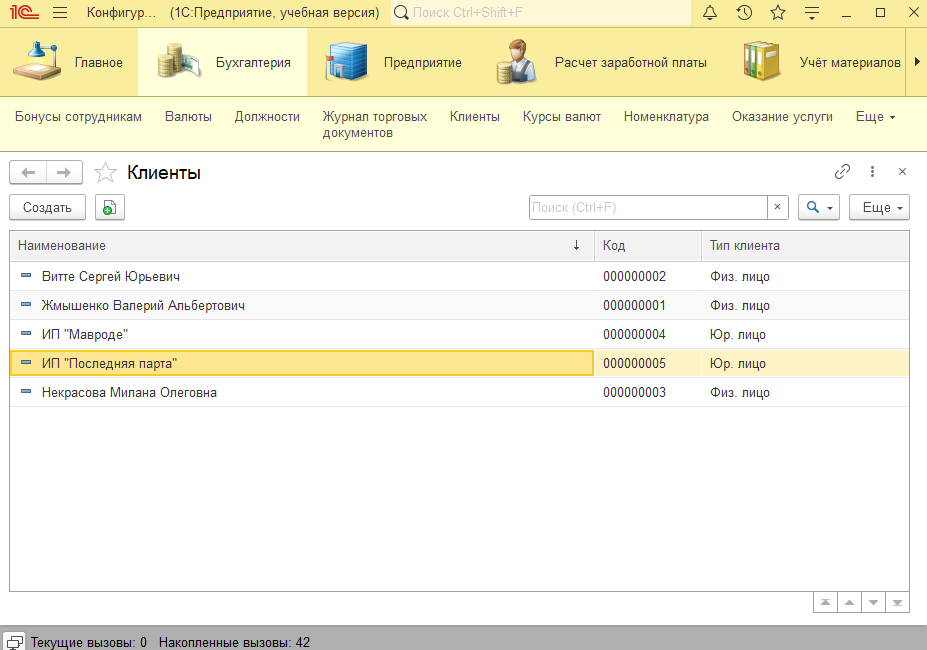 1С Конфигур... (1С:Предприятие, учебная версия) Поиск Ctrl+Shift+F
Главное Бухгалтерия Предприятие Расчет заработной платы Учёт материалов
Бонусы сотрудникам Валюты Должности Журнал торговых документов Клиенты Курсы валют Номенклатура Оказание услуги Еще
Клиенты
Создать Поиск (Ctrl+F) × Еще
Наименование ↓ Код Тип клиента
Витте Сергей Юрьевич 000000002 Физ. лицо
Жмышенко Валерий Альбертович 000000001 Физ. лицо
ИП "Мавроде" 000000004 Юр. лицо
ИП "Последняя парта" 000000005 Юр. лицо
Некрасова Милана Олеговна 000000003 Физ. лицо
Текущие вызовы: 0 Накопленные вызовы: 42